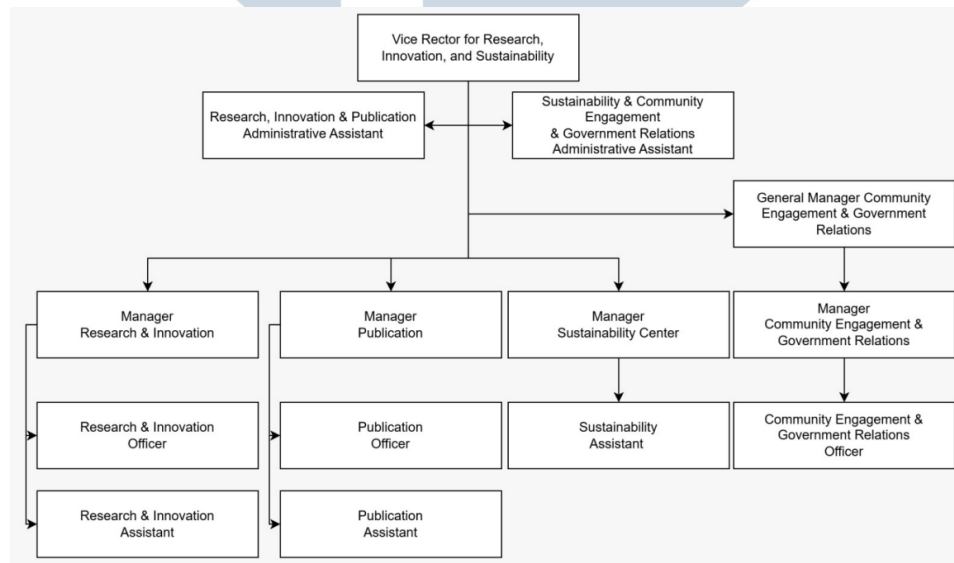 Vice Rector for Research,
Innovation, and Sustainability
Research, Innovation & Publication
Administrative Assistant
Sustainability & Community
Engagement
& Government Relations
Administrative Assistant
General Manager Community
Engagement & Government
Relations
Manager
Research & Innovation
Manager
Publication
Manager
Sustainability Center
Manager
Community Engagement &
Government Relations
Research & Innovation
Officer
Publication
Officer
Sustainability
Assistant
Community Engagement &
Government Relations
Officer
Research & Innovation
Assistant
Publication
Assistant